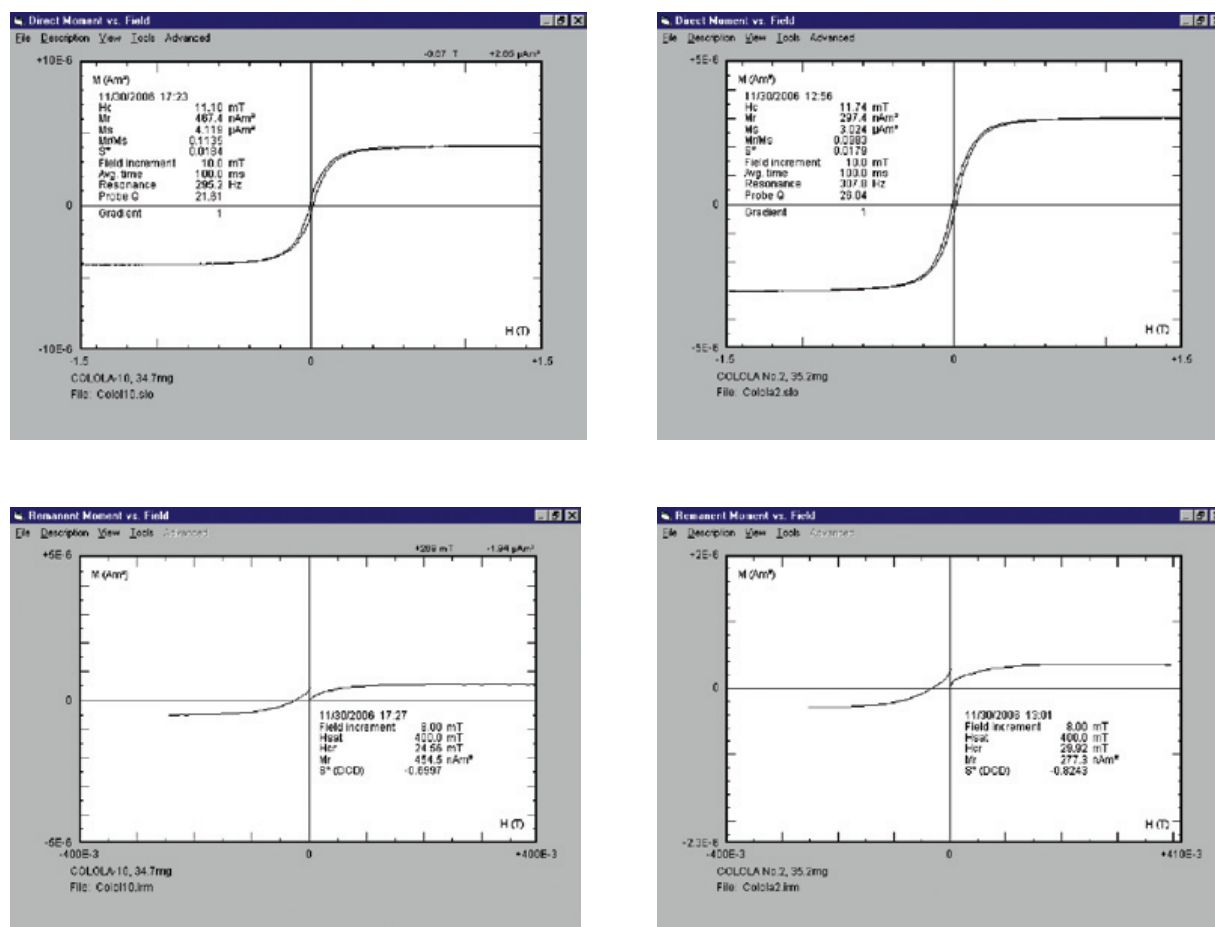 Direct Moment vs. Field
File Description View Tools Advanced
-0.87 T +2.85 µAm²
+10E-6
M (Am²)
11/30/2006 17:23
Hc 11.10 mT
Mr 467.4 nAm²
Ms 4.119 µAm²
Mr/Ms 0.1135
S* 0.0184
Field increment 10.0 mT
Avg. time 100.0 ms
Resonance 295.2 Hz
Probe Q 21.61
Gradient 1
0
H (T)
-10E-6
-1.5 0 +1.5
COLOLA-10, 34.7mg
File: Colol10.slo
Direct Moment vs. Field
File Description View Tools Advanced
+5E-6
M (Am²)
11/30/2006 12:56
Hc 11.74 mT
Mr 297.4 nAm²
Ms 3.024 µAm²
Mr/Ms 0.0983
S* 0.0179
Field increment 10.0 mT
Avg. time 100.0 ms
Resonance 307.8 Hz
Probe Q 26.04
Gradient 1
0
H (T)
-5E-6
-1.5 0 +1.5
COLOLA No.2, 35.2mg
File: Colola2.slo
Remanent Moment vs. Field
File Description View Tools Advanced
+209 mT -1.94 µAm²
+5E-6
M (Am²)
0
11/30/2006 17:27
Field increment 8.00 mT
Hsat 400.0 mT
Hcr 24.56 mT
Mr 454.5 nAm²
S* (DCD)
H (T)
-5E-6
-400E-3 0 +400E-3
COLOLA-10, 34.7mg
File: Colol10.irm
Remanent Moment vs. Field
File Description View Tools Advanced
+2E-6
M (Am²)
0
11/30/2006 13:01
Field increment 8.00 mT
Hsat 400.0 mT
Hcr 29.92 mT
Mr 277.3 nAm²
S* (DCD) -0.8243
H (T)
-2.3E-6
-400E-3 0 +410E-3
COLOLA No.2, 35.2mg
File: Colola2.irm